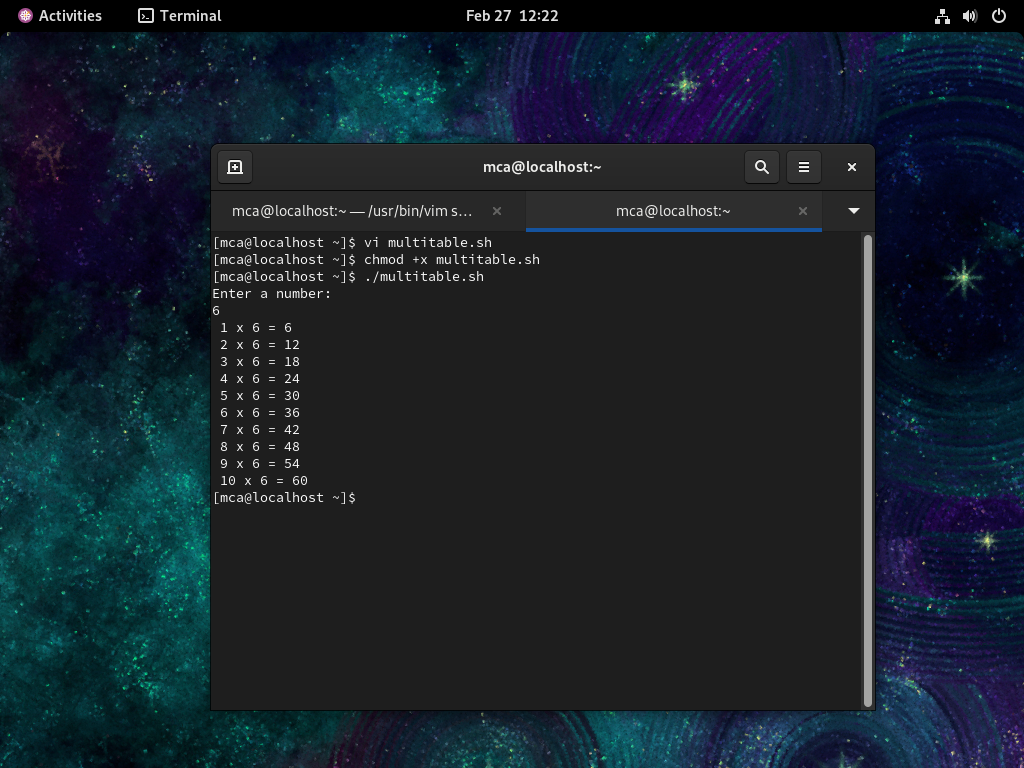 Activities Terminal Feb 27 12:22
mca@localhost:~
mca@localhost:~ — /usr/bin/vim s… mca@localhost:~
[mca@localhost ~]$ vi multitable.sh
[mca@localhost ~]$ chmod +x multitable.sh
[mca@localhost ~]$ ./multitable.sh
Enter a number:
6
1 x 6 = 6
2 x 6 = 12
3 x 6 = 18
4 x 6 = 24
5 x 6 = 30
6 x 6 = 36
7 x 6 = 42
8 x 6 = 48
9 x 6 = 54
10 x 6 = 60
[mca@localhost ~]$